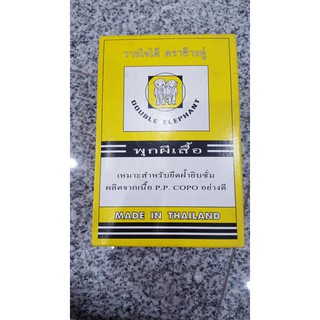 วางใจได้ ตราช้างคู่
DOUBLE ELEPHANT
พุกผีเสื้อ
เหมาะสำหรับยึดฝ้ายิบซั่ม
ผลิตจากเนื้อ P.P. COPO อย่างดี
MADE IN THAILAND